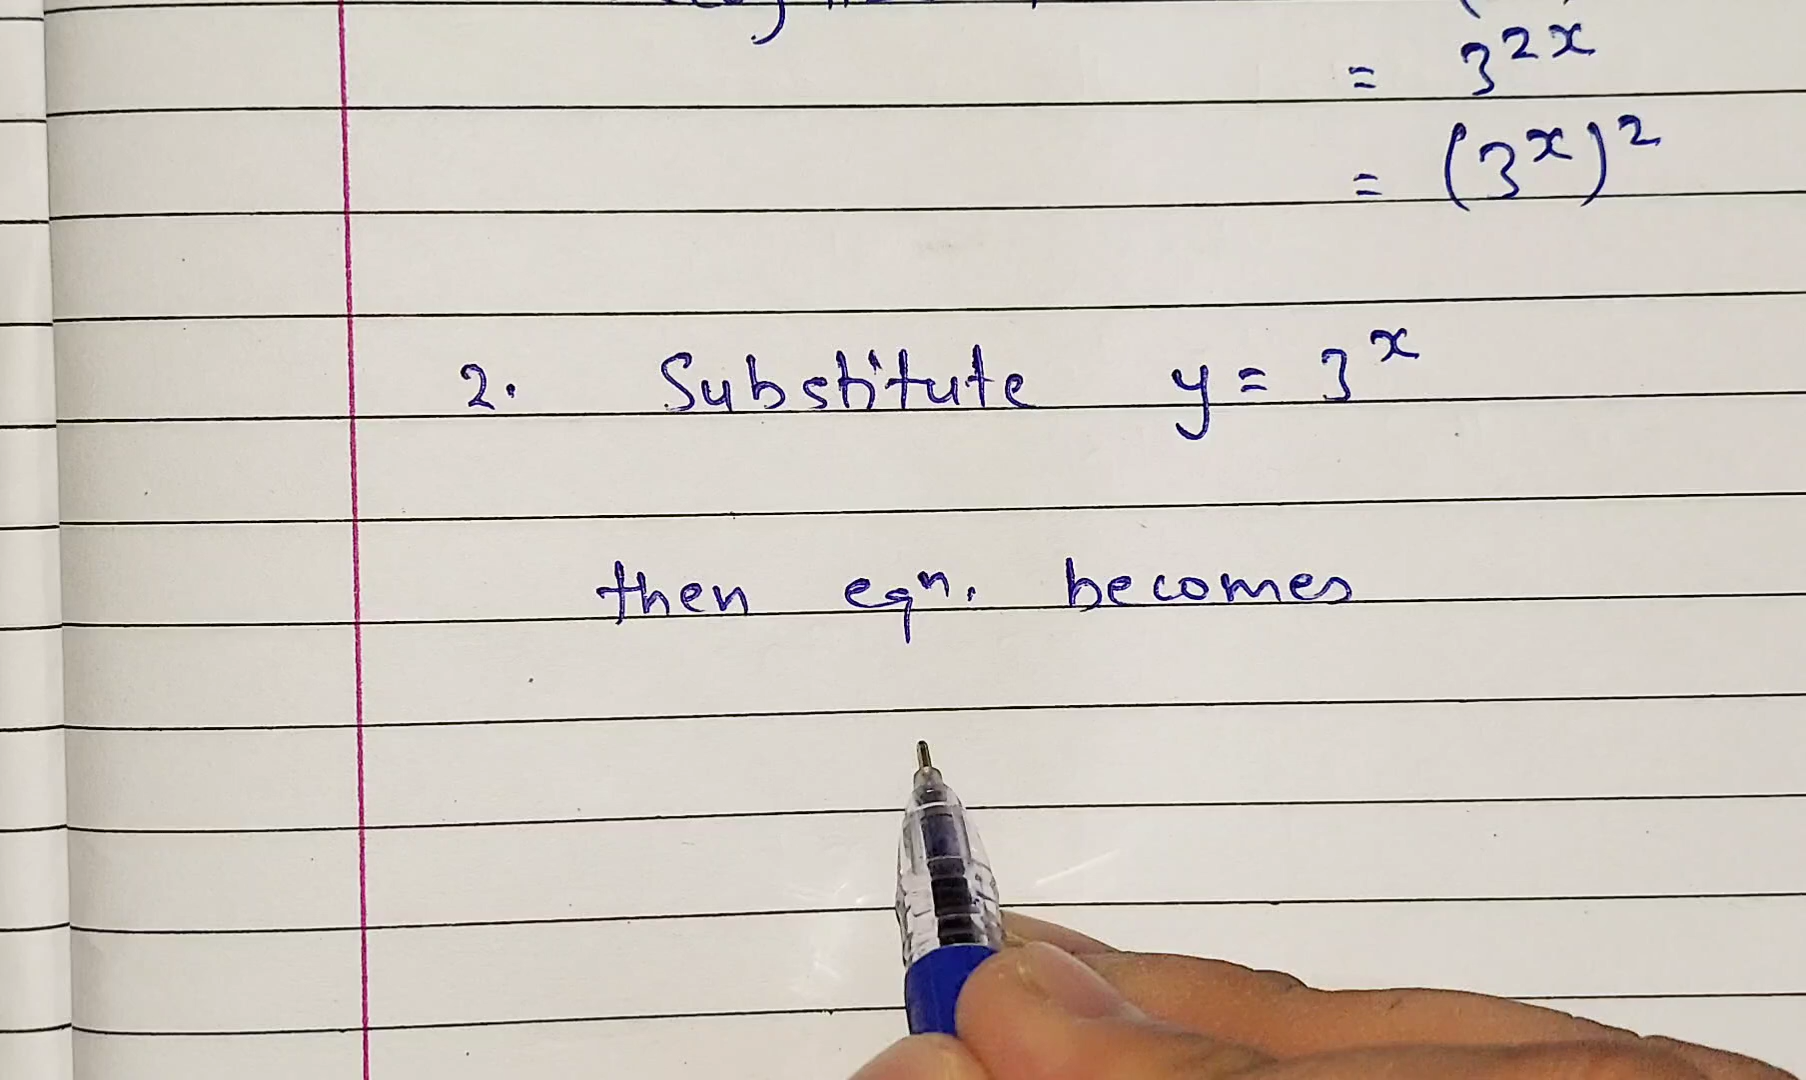 = 3^{2x}
= (3^x)^2
2. Substitute y = 3^x
then eqn. becomes